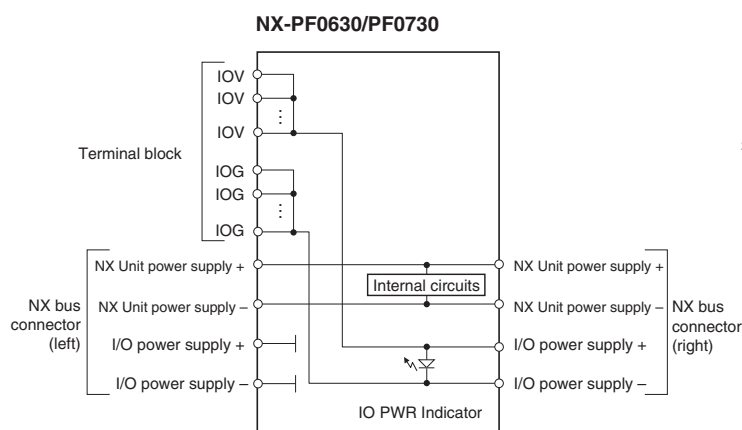 NX-PF0630/PF0730
IOV
IOV
IOV
Terminal block
IOG
IOG
IOG
NX Unit power supply +
NX Unit power supply –
I/O power supply +
I/O power supply –
NX bus
connector
(left)
Internal circuits
IO PWR Indicator
NX Unit power supply +
NX Unit power supply –
I/O power supply +
I/O power supply –
NX bus
connector
(right)